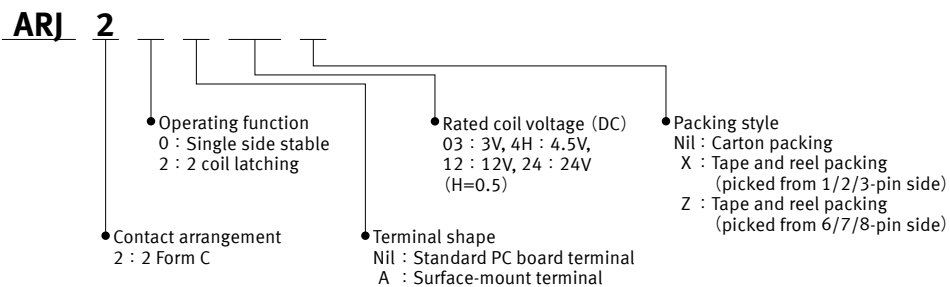 ARJ 2
Operating function
0：Single side stable
2：2 coil latching
Rated coil voltage (DC)
03：3V, 4H：4.5V,
12：12V, 24：24V
(H=0.5)
Packing style
Nil：Carton packing
X：Tape and reel packing
(picked from 1/2/3-pin side)
Z：Tape and reel packing
(picked from 6/7/8-pin side)
Contact arrangement
2：2 Form C
Terminal shape
Nil：Standard PC board terminal
A：Surface-mount terminal